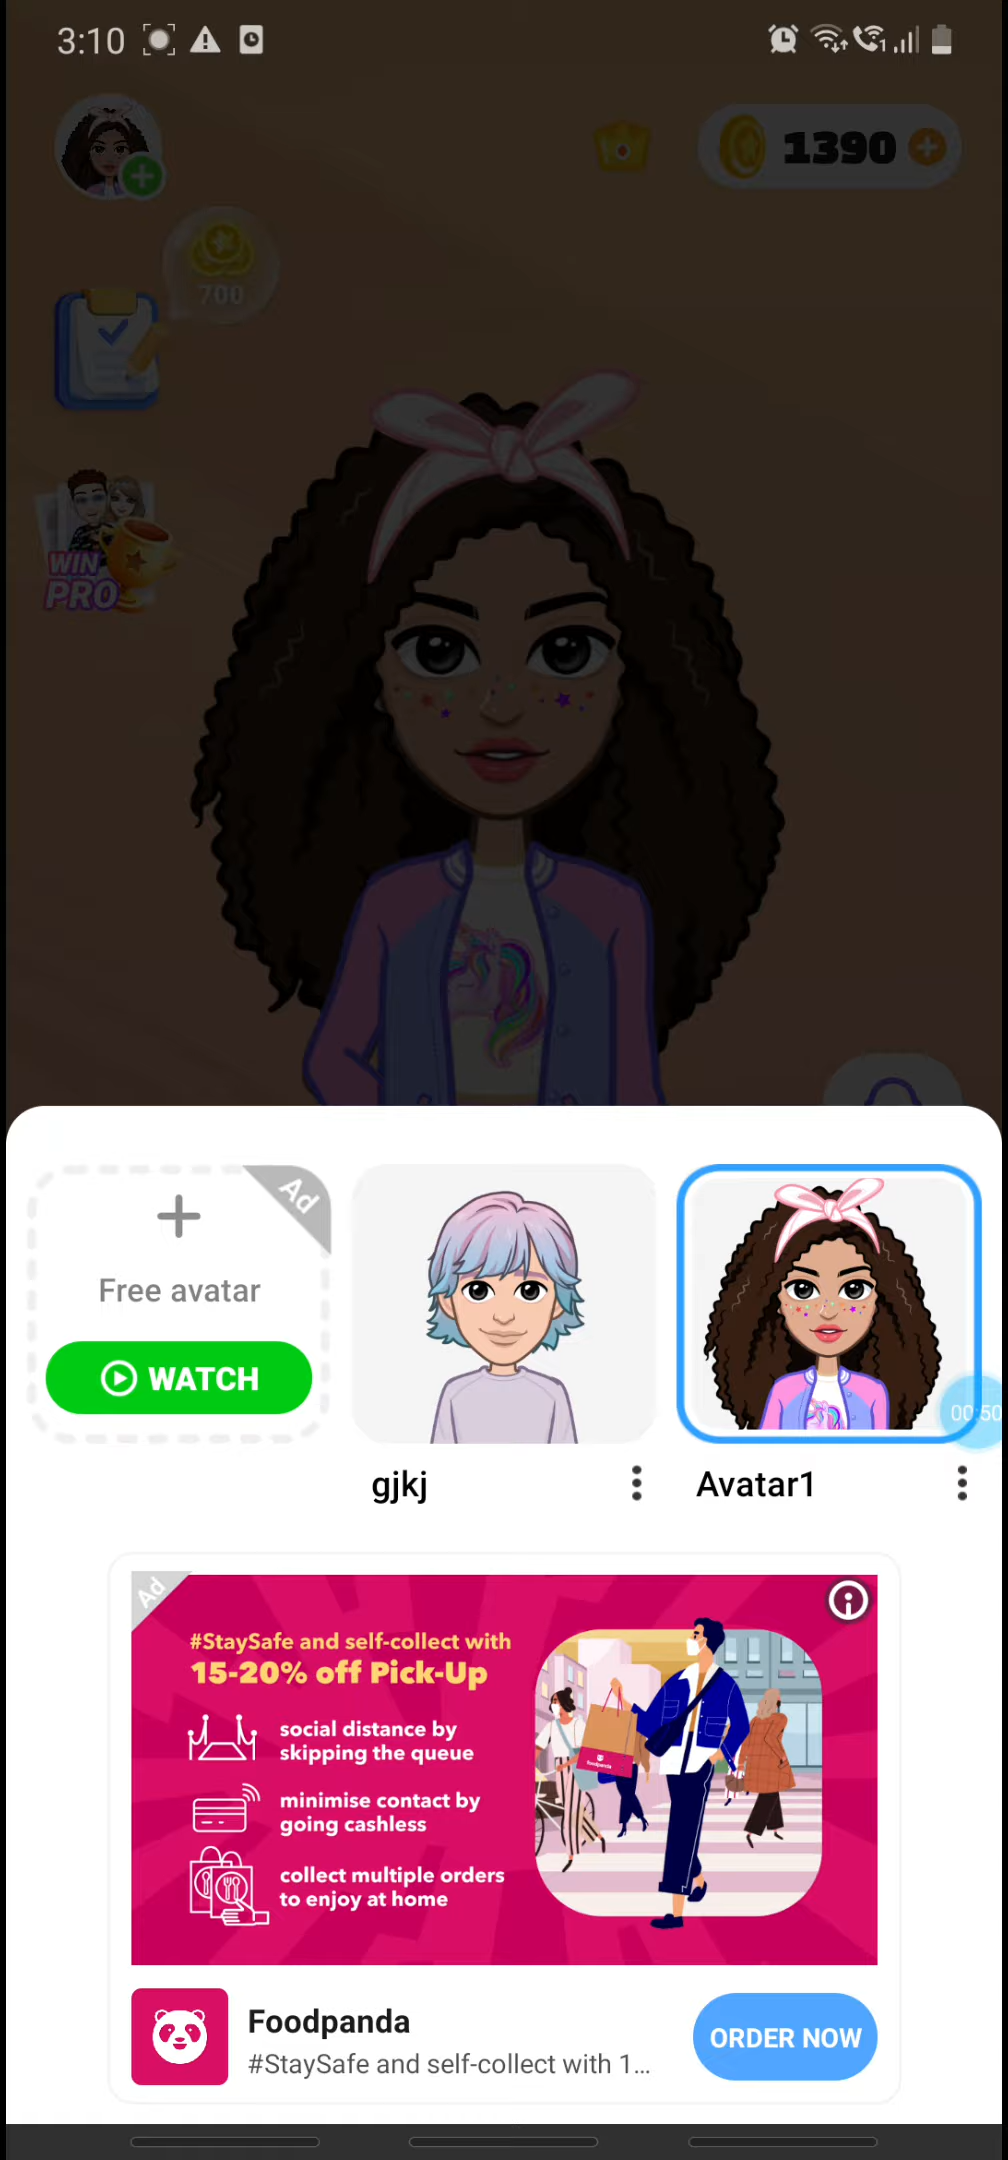 3:10
1390
700
WIN
PRO
Ad
Free avatar
WATCH
00:50
gjkj
Avatar1
Ad
#StaySafe and self-collect with
15-20% off Pick-Up
social distance by
skipping the queue
minimise contact by
going cashless
collect multiple orders
to enjoy at home
foodpanda
Foodpanda
#StaySafe and self-collect with 1...
ORDER NOW